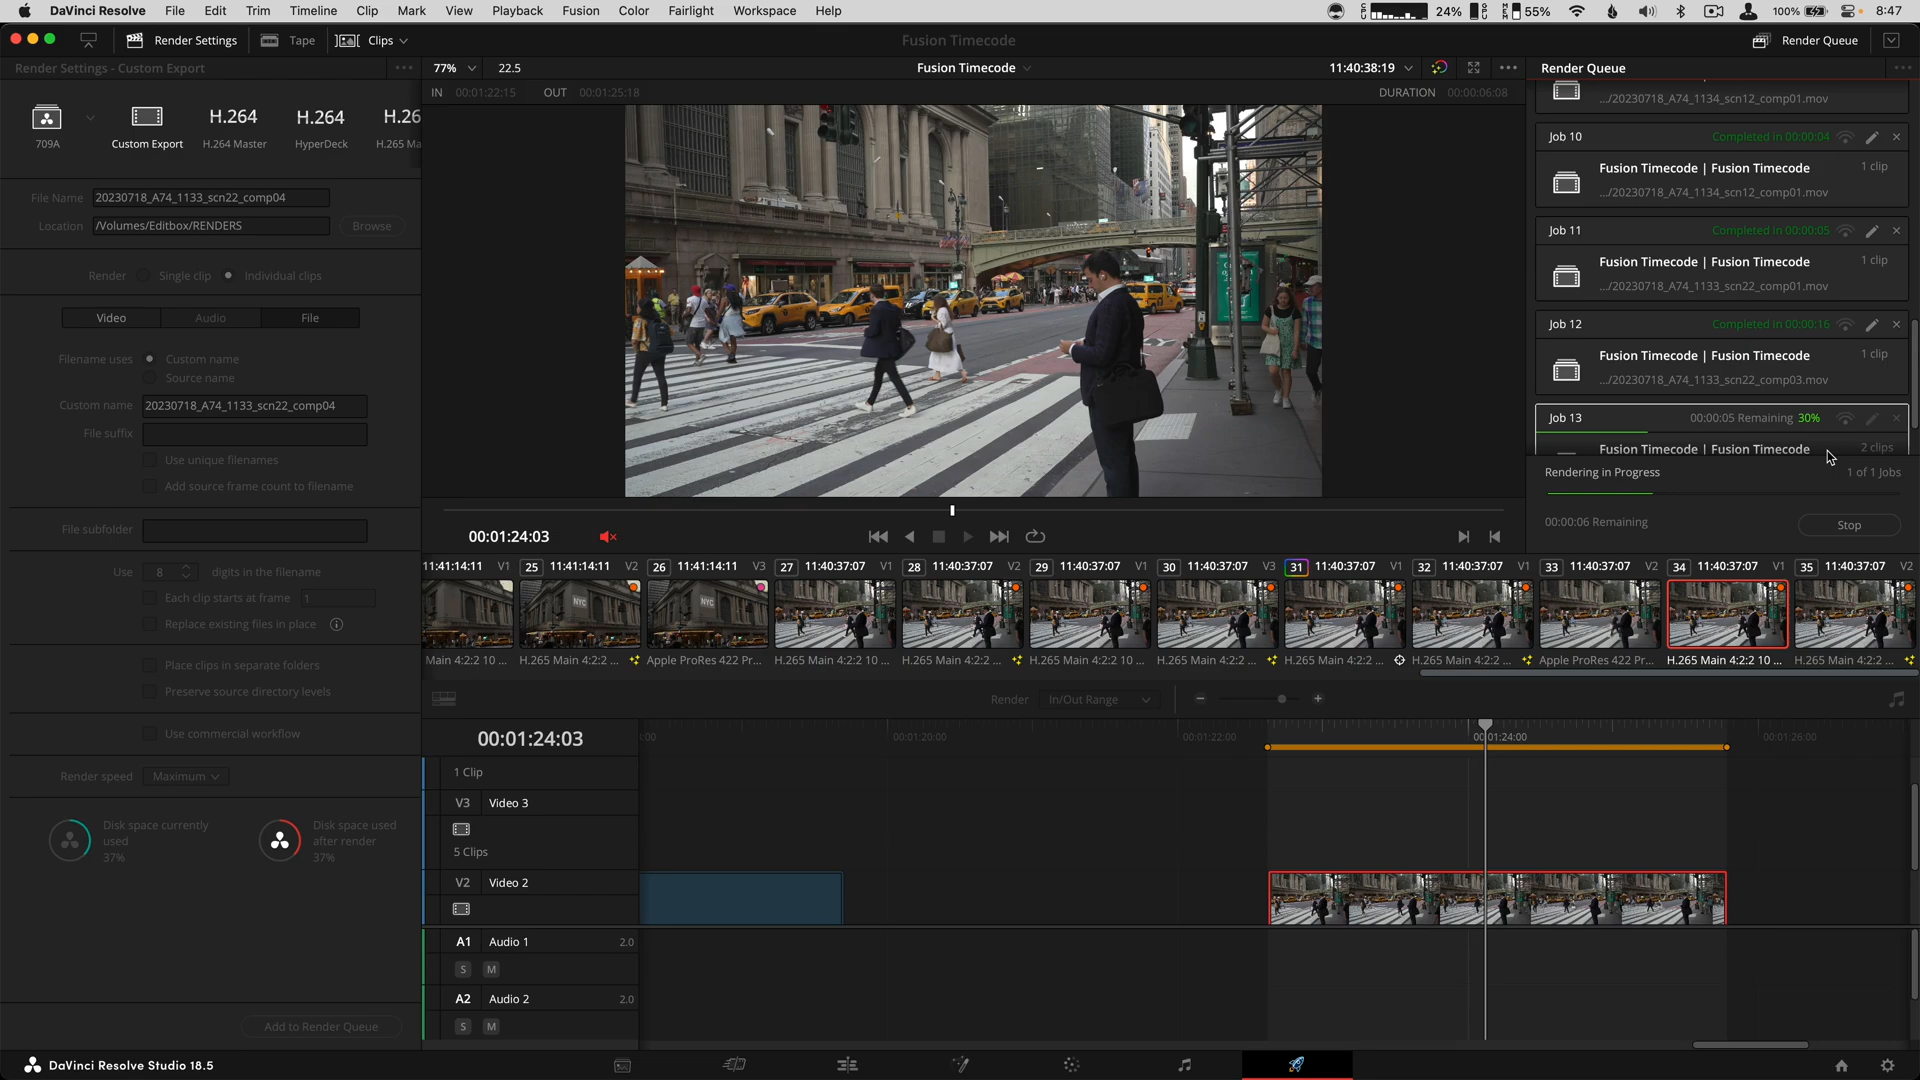 DaVinci Resolve File Edit Trim Timeline Clip Mark View Playback Fusion Color Fairlight Workspace Help CPU 24% GPU MEM 55% 100% 8:47
Render Settings Tape Clips Fusion Timecode Render Queue
Render Settings - Custom Export 77% 22.5 Fusion Timecode 11:40:38:19 Render Queue
IN 00:01:22:15 OUT 00:01:25:18 DURATION 00:00:06:08
H.264 H.264 H.26
709A Custom Export H.264 Master HyperDeck H.265 Ma
File Name 20230718_A74_1133_scn22_comp04
Location /Volumes/Editbox/RENDERS Browse
Render Single clip Individual clips
Video Audio File
Filename uses Custom name
Source name
Custom name 20230718_A74_1133_scn22_comp04
File suffix
Use unique filenames
Add source frame count to filename
File subfolder
Use 8 digits in the filename
Each clip starts at frame 1
Replace existing files in place
Place clips in separate folders
Preserve source directory levels
Use commercial workflow
Render speed Maximum
Disk space currently used 37%
Disk space used after render 37%
Add to Render Queue
.../20230718_A74_1134_scn12_comp01.mov
Job 10 Completed in 00:00:04
Fusion Timecode | Fusion Timecode 1 clip
.../20230718_A74_1134_scn12_comp01.mov
Job 11 Completed in 00:00:05
Fusion Timecode | Fusion Timecode 1 clip
.../20230718_A74_1133_scn22_comp01.mov
Job 12 Completed in 00:00:16
Fusion Timecode | Fusion Timecode 1 clip
.../20230718_A74_1133_scn22_comp03.mov
Job 13 00:00:05 Remaining 30%
Fusion Timecode | Fusion Timecode 2 clips
Rendering in Progress 1 of 1 Jobs
00:00:06 Remaining Stop
00:01:24:03
11:41:14:11 V1 25 11:41:14:11 V2 26 11:41:14:11 V3 27 11:40:37:07 V1 28 11:40:37:07 V2 29 11:40:37:07 V1 30 11:40:37:07 V3 31 11:40:37:07 V1 32 11:40:37:07 V1 33 11:40:37:07 V2 34 11:40:37:07 V1 35 11:40:37:07 V2
NYC NYC
Main 4:2:2 10 ... H.265 Main 4:2:2 ... Apple ProRes 422 Pr... H.265 Main 4:2:2 10 ... H.265 Main 4:2:2 ... H.265 Main 4:2:2 10 ... H.265 Main 4:2:2 ... H.265 Main 4:2:2 ... H.265 Main 4:2:2 ... Apple ProRes 422 Pr... H.265 Main 4:2:2 10 ... H.265 Main 4:2:2 ...
Render In/Out Range
00:01:24:03 :00 00:01:20:00 00:01:22:00 00:01:24:00 00:01:26:00
1 Clip
V3 Video 3
5 Clips
V2 Video 2
A1 Audio 1 2.0
S M
A2 Audio 2 2.0
S M
DaVinci Resolve Studio 18.5